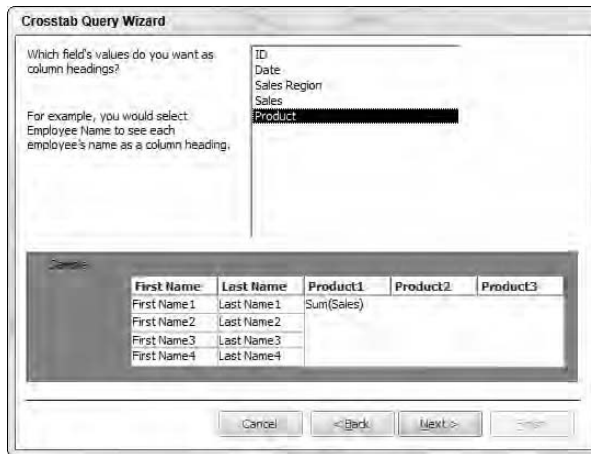 Crosstab Query Wizard
Which field's values do you want as
column headings?
For example, you would select
Employee Name to see each
employee's name as a column heading.
ID
Date
Sales Region
Sales
Product
First Name Last Name Product1 Product2 Product3
First Name1 Last Name1 Sum(Sales)
First Name2 Last Name2
First Name3 Last Name3
First Name4 Last Name4
Cancel < Back Next >